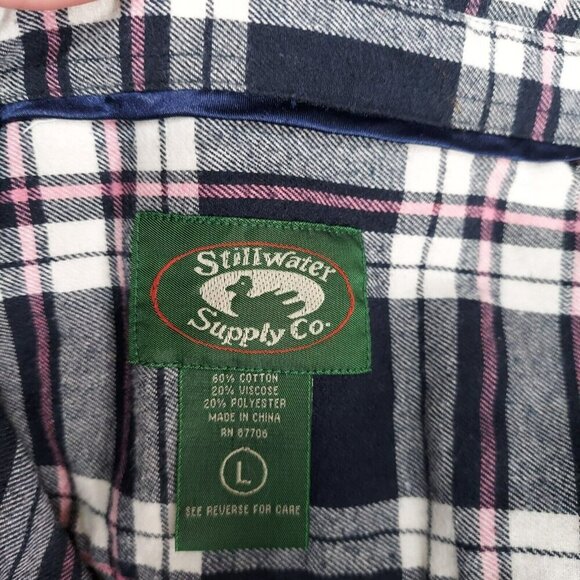 Stillwater
Supply Co.
60% COTTON
20% VISCOSE
20% POLYESTER
MADE IN CHINA
RN 87706
L
SEE REVERSE FOR CARE